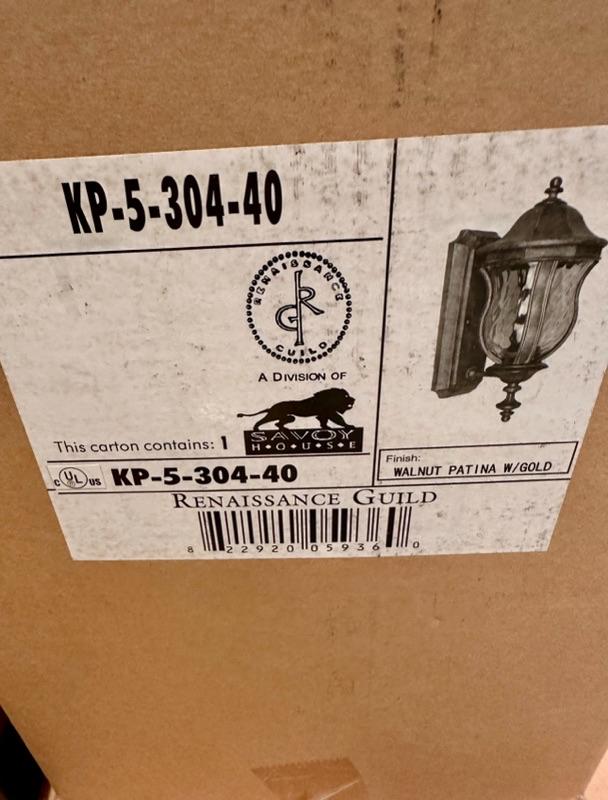 KP-5-304-40
RENAISSANCE
GR
GUILD
A DIVISION OF
SAVOY
H•O•U•S•E
This carton contains: 1
C UL US KP-5-304-40
Finish:
WALNUT PATINA W/GOLD
RENAISSANCE GUILD
8 22920 05936 0